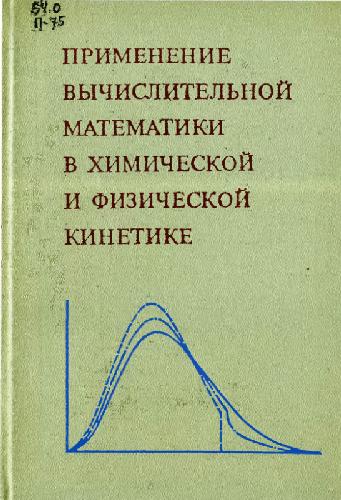 54.0
П-75
ПРИМЕНЕНИЕ
ВЫЧИСЛИТЕЛЬНОЙ
МАТЕМАТИКИ
В ХИМИЧЕСКОЙ
И ФИЗИЧЕСКОЙ
КИНЕТИКЕ